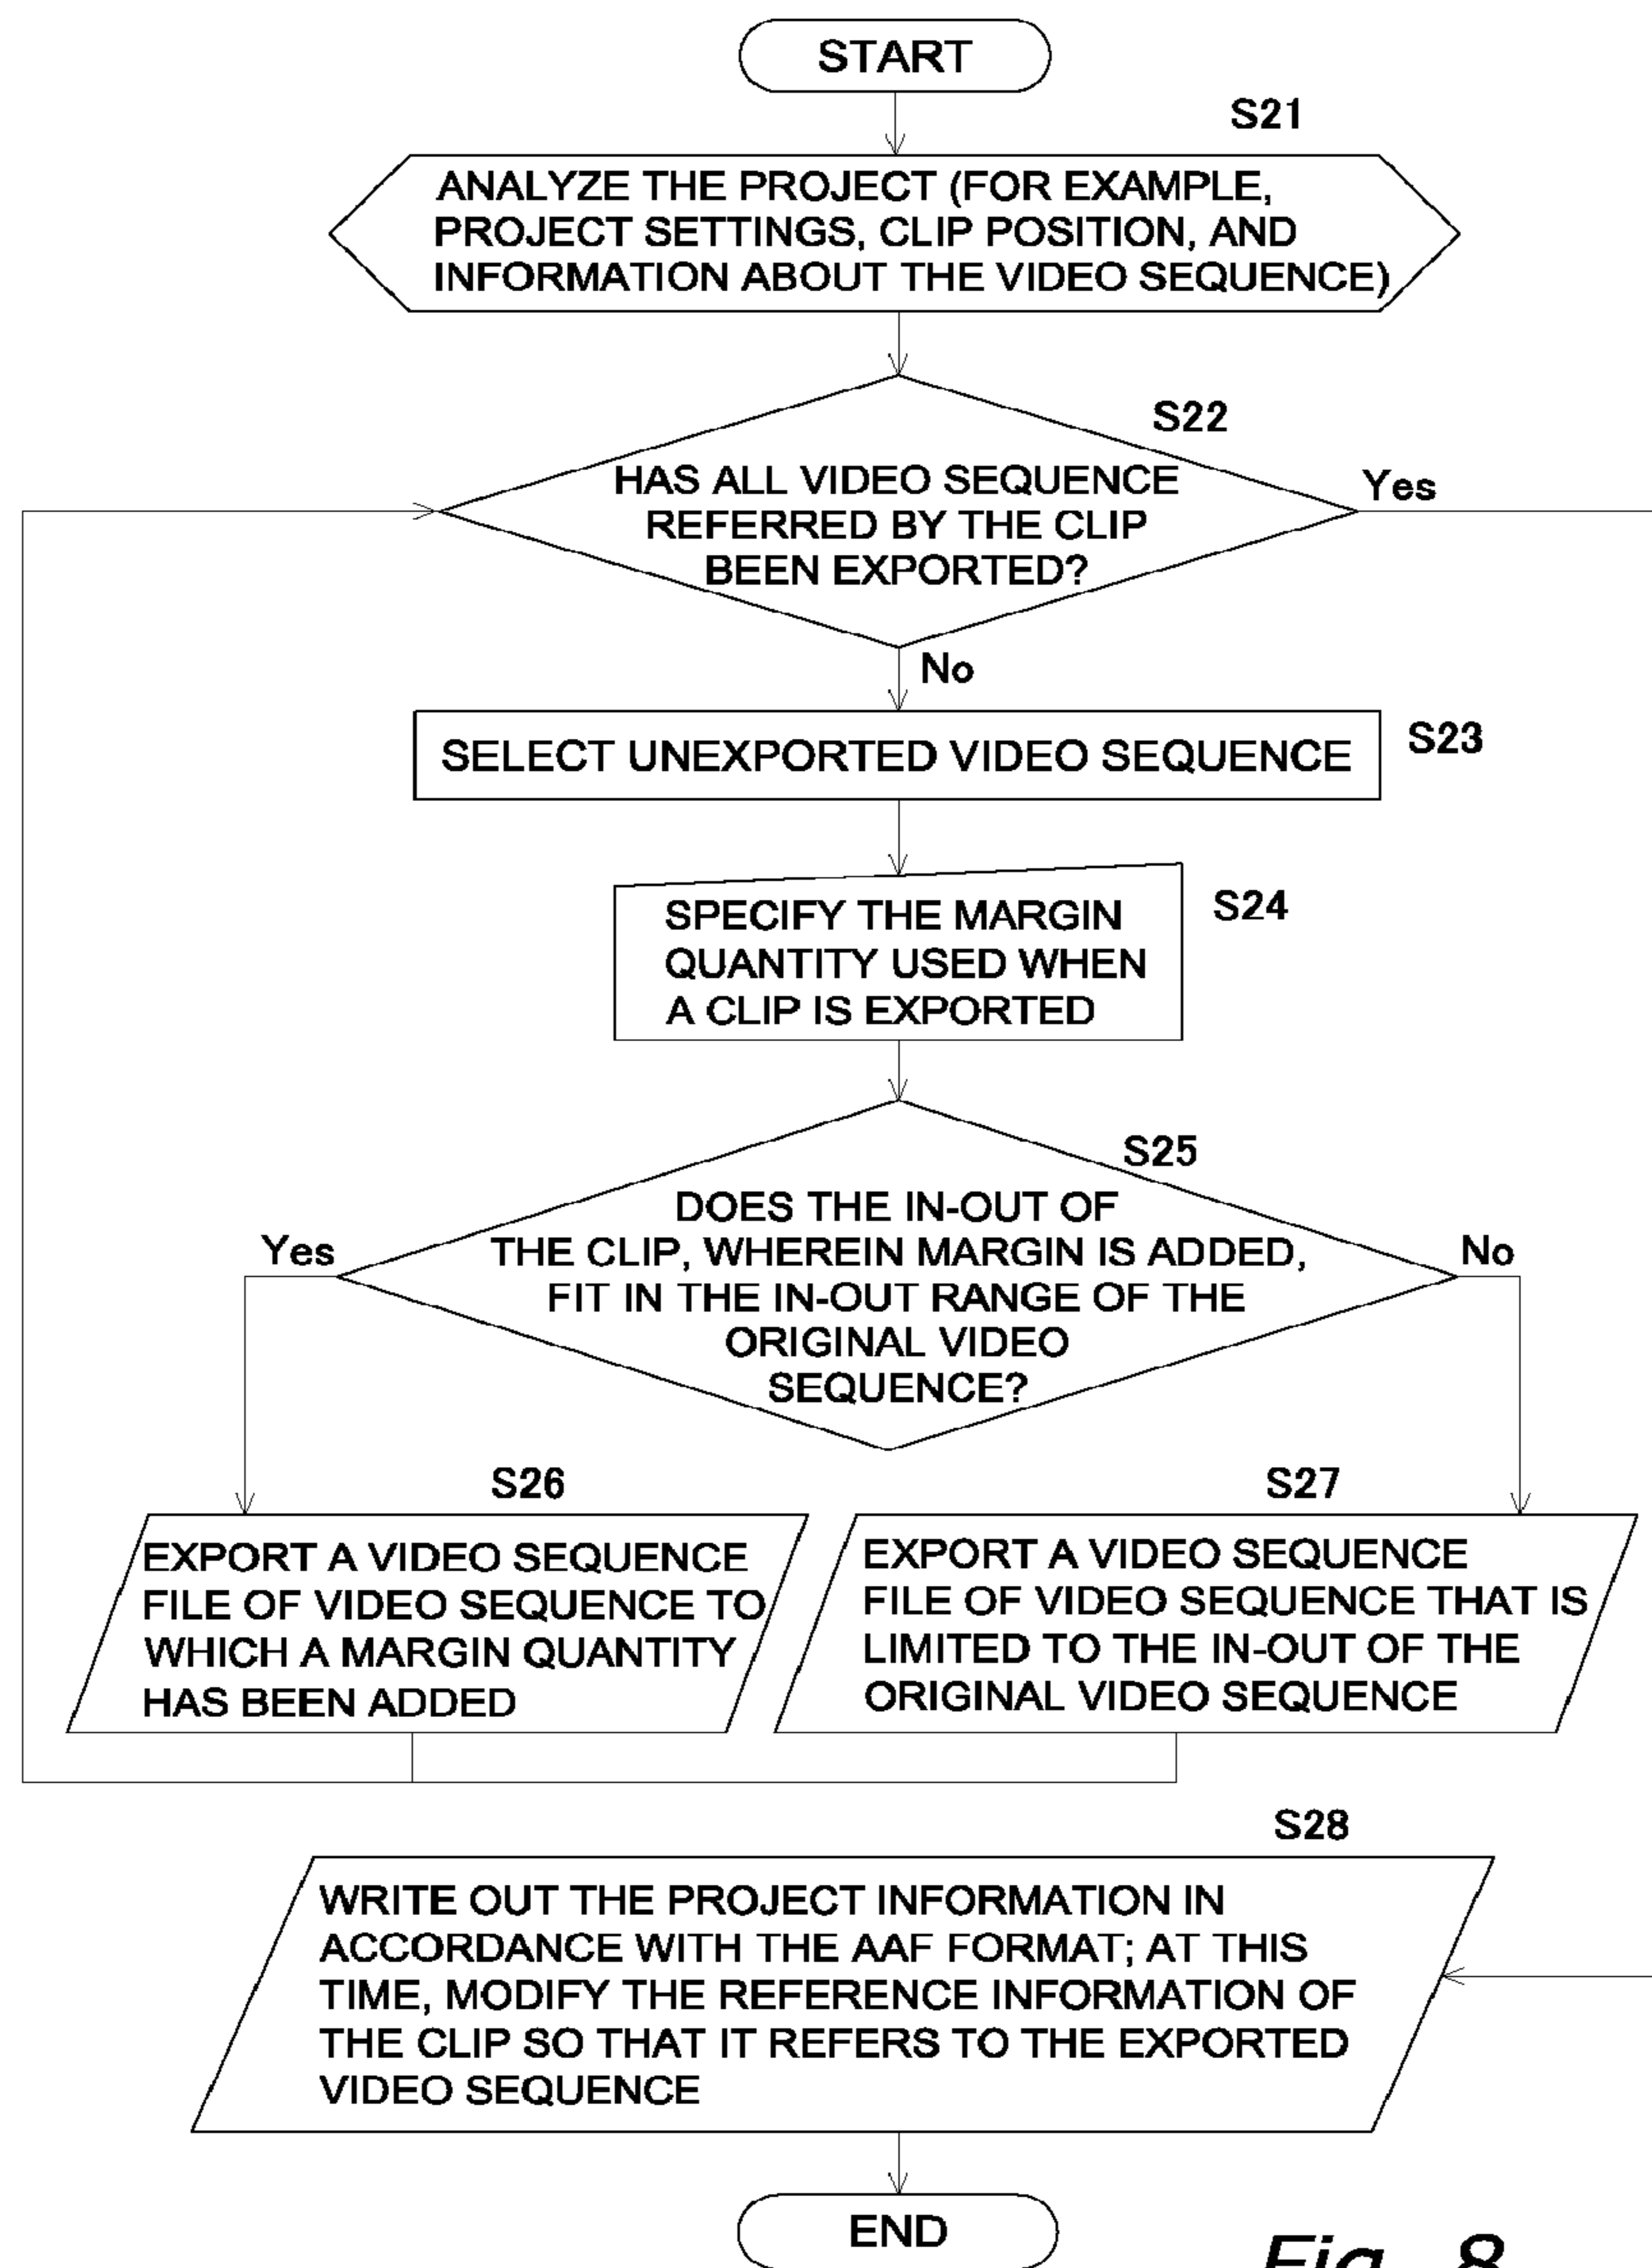 START
S21
ANALYZE THE PROJECT (FOR EXAMPLE,
PROJECT SETTINGS, CLIP POSITION, AND
INFORMATION ABOUT THE VIDEO SEQUENCE)
S22
HAS ALL VIDEO SEQUENCE
REFERRED BY THE CLIP
BEEN EXPORTED?
Yes
No
SELECT UNEXPORTED VIDEO SEQUENCE
S23
SPECIFY THE MARGIN
QUANTITY USED WHEN
A CLIP IS EXPORTED
S24
S25
DOES THE IN-OUT OF
THE CLIP, WHEREIN MARGIN IS ADDED,
FIT IN THE IN-OUT RANGE OF THE
ORIGINAL VIDEO
SEQUENCE?
Yes
No
S26
EXPORT A VIDEO SEQUENCE
FILE OF VIDEO SEQUENCE TO
WHICH A MARGIN QUANTITY
HAS BEEN ADDED
S27
EXPORT A VIDEO SEQUENCE
FILE OF VIDEO SEQUENCE THAT IS
LIMITED TO THE IN-OUT OF THE
ORIGINAL VIDEO SEQUENCE
S28
WRITE OUT THE PROJECT INFORMATION IN
ACCORDANCE WITH THE AAF FORMAT; AT THIS
TIME, MODIFY THE REFERENCE INFORMATION OF
THE CLIP SO THAT IT REFERS TO THE EXPORTED
VIDEO SEQUENCE
END
Fig. 8